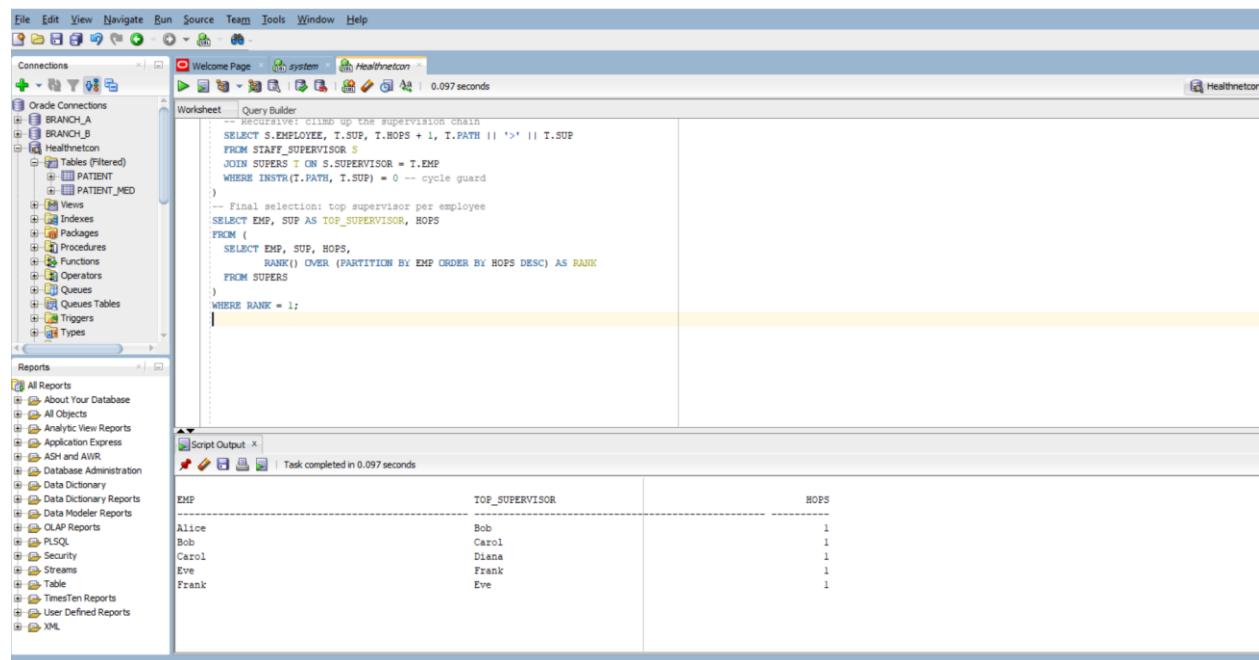 File Edit View Navigate Run Source Team Tools Window Help
Connections
Welcome Page system Healthnetcon
0.097 seconds
Healthnetcon
Oracle Connections
BRANCH_A
BRANCH_B
Healthnetcon
Tables (Filtered)
PATIENT
PATIENT_MED
Views
Indexes
Packages
Procedures
Functions
Operators
Queues
Queues Tables
Triggers
Types
Worksheet Query Builder
-- Recursive: climb up the supervision chain
SELECT S.EMPLOYEE, T.SUP, T.HOPS + 1, T.PATH || '>' || T.SUP
FROM STAFF_SUPERVISOR S
JOIN SUPERS T ON S.SUPERVISOR = T.EMP
WHERE INSTR(T.PATH, T.SUP) = 0 -- cycle guard
)
-- Final selection: top supervisor per employee
SELECT EMP, SUP AS TOP_SUPERVISOR, HOPS
FROM (
SELECT EMP, SUP, HOPS,
RANK() OVER (PARTITION BY EMP ORDER BY HOPS DESC) AS RANK
FROM SUPERS
)
WHERE RANK = 1;
Reports
All Reports
About Your Database
All Objects
Analytic View Reports
Application Express
ASH and AWR
Database Administration
Data Dictionary
Data Dictionary Reports
Data Modeler Reports
OLAP Reports
PLSQL
Security
Streams
Table
TimesTen Reports
User Defined Reports
XML
Script Output x
Task completed in 0.097 seconds
EMP TOP_SUPERVISOR HOPS
Alice Bob 1
Bob Carol 1
Carol Diana 1
Eve Frank 1
Frank Eve 1